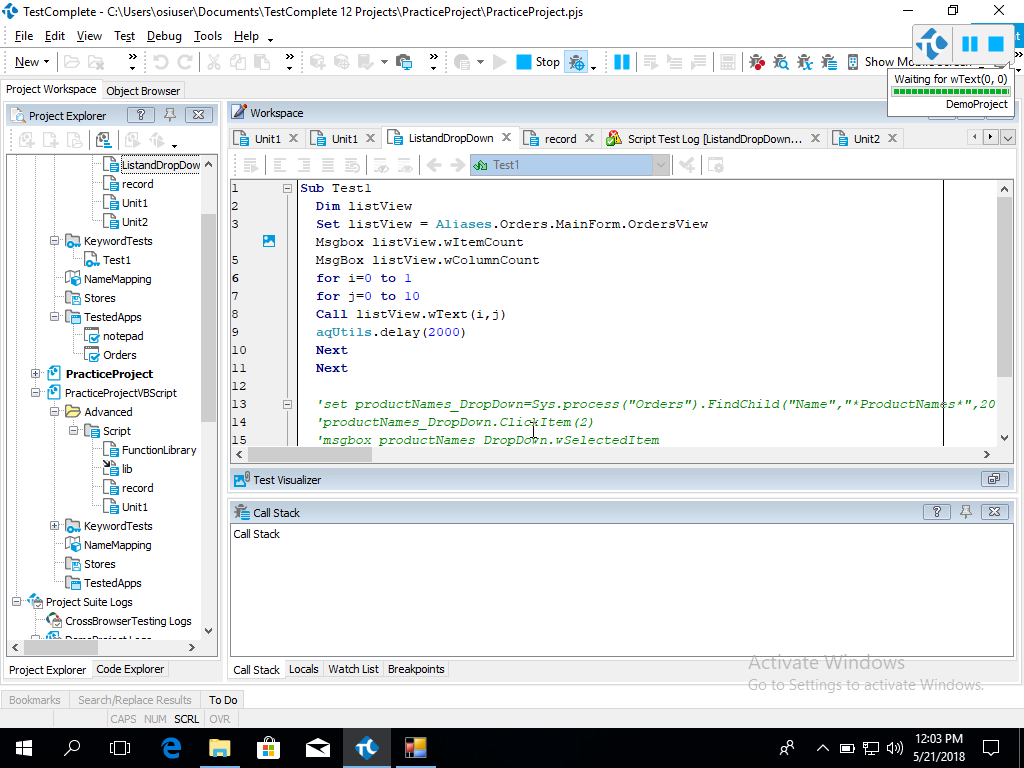 TestComplete - C:\Users\osiuser\Documents\TestComplete 12 Projects\PracticeProject\PracticeProject.pjs
File Edit View Test Debug Tools Help
New Stop Show Mobile
Waiting for wText(0, 0)
DemoProject
Project Workspace Object Browser
Project Explorer
Workspace
Unit1 Unit1 ListandDropDown record Script Test Log [ListandDropDown... Unit2
Test1
ListandDropDow
record
Unit1
Unit2
KeywordTests
Test1
NameMapping
Stores
TestedApps
notepad
Orders
PracticeProject
PracticeProjectVBScript
Advanced
Script
FunctionLibrary
lib
record
Unit1
KeywordTests
NameMapping
Stores
TestedApps
Project Suite Logs
CrossBrowserTesting Logs
DemoProject Logs
Project Explorer Code Explorer
1 Sub Test1
2 Dim listView
3 Set listView = Aliases.Orders.MainForm.OrdersView
Msgbox listView.wItemCount
5 MsgBox listView.wColumnCount
6 for i=0 to 1
7 for j=0 to 10
8 Call listView.wText(i,j)
9 aqUtils.delay(2000)
10 Next
11 Next
12
13 'set productNames_DropDown=Sys.process("Orders").FindChild("Name","*ProductNames*",20
14 'productNames_DropDown.ClickItem(2)
15 'msgbox productNames_DropDown.wSelectedItem
Test Visualizer
Call Stack
Call Stack
Call Stack Locals Watch List Breakpoints
Activate Windows
Go to Settings to activate Windows.
Bookmarks Search/Replace Results To Do
CAPS NUM SCRL OVR
12:03 PM
5/21/2018